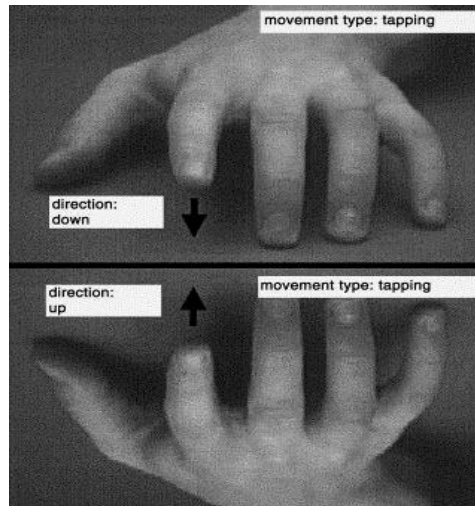 movement type: tapping
direction:
down
direction:
up
movement type: tapping